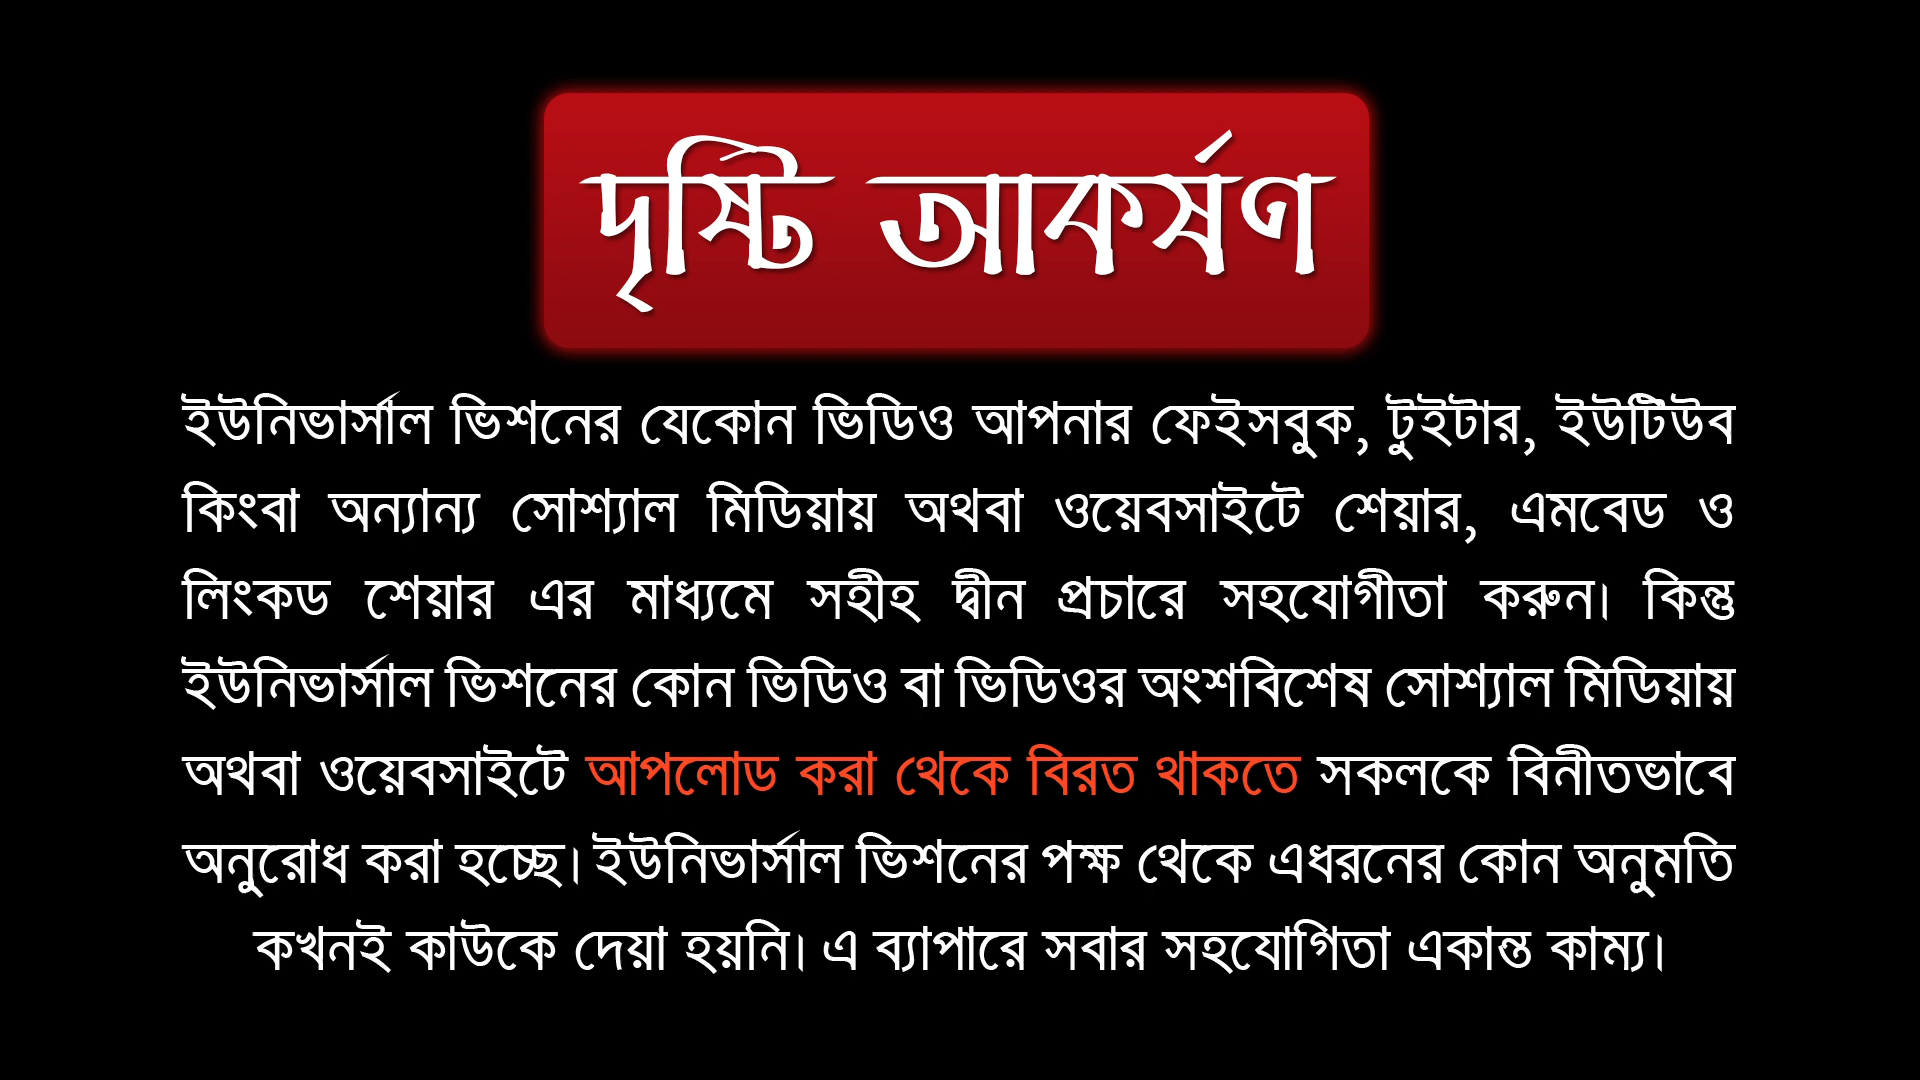 দৃষ্টি আকর্ষণ
ইউনিভার্সাল ভিশনের যেকোন ভিডিও আপনার ফেইসবুক, টুইটার, ইউটিউব
কিংবা অন্যান্য সোশ্যাল মিডিয়ায় অথবা ওয়েবসাইটে শেয়ার, এমবেড ও
লিংকড শেয়ার এর মাধ্যমে সহীহ দ্বীন প্রচারে সহযোগীতা করুন। কিন্তু
ইউনিভার্সাল ভিশনের কোন ভিডিও বা ভিডিওর অংশবিশেষ সোশ্যাল মিডিয়ায়
অথবা ওয়েবসাইটে আপলোড করা থেকে বিরত থাকতে সকলকে বিনীতভাবে
অনুরোধ করা হচ্ছে। ইউনিভার্সাল ভিশনের পক্ষ থেকে এধরনের কোন অনুমতি
কখনই কাউকে দেয়া হয়নি। এ ব্যাপারে সবার সহযোগিতা একান্ত কাম্য।